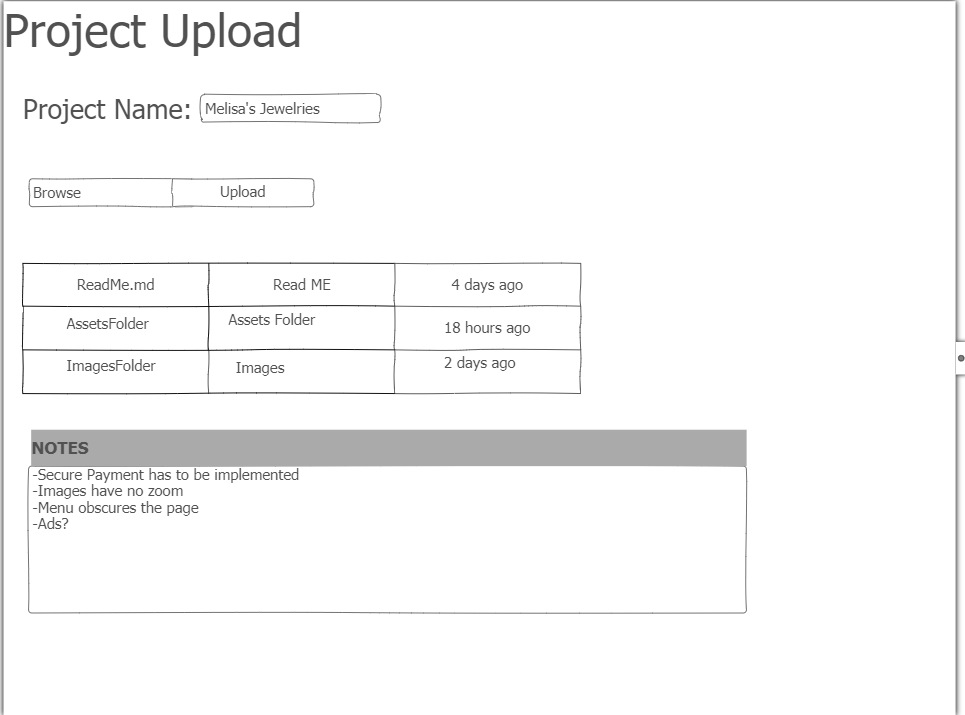 Project Upload
Project Name: Melisa's Jewelries
Browse Upload
ReadMe.md Read ME 4 days ago
AssetsFolder Assets Folder 18 hours ago
ImagesFolder Images 2 days ago
NOTES
-Secure Payment has to be implemented
-Images have no zoom
-Menu obscures the page
-Ads?